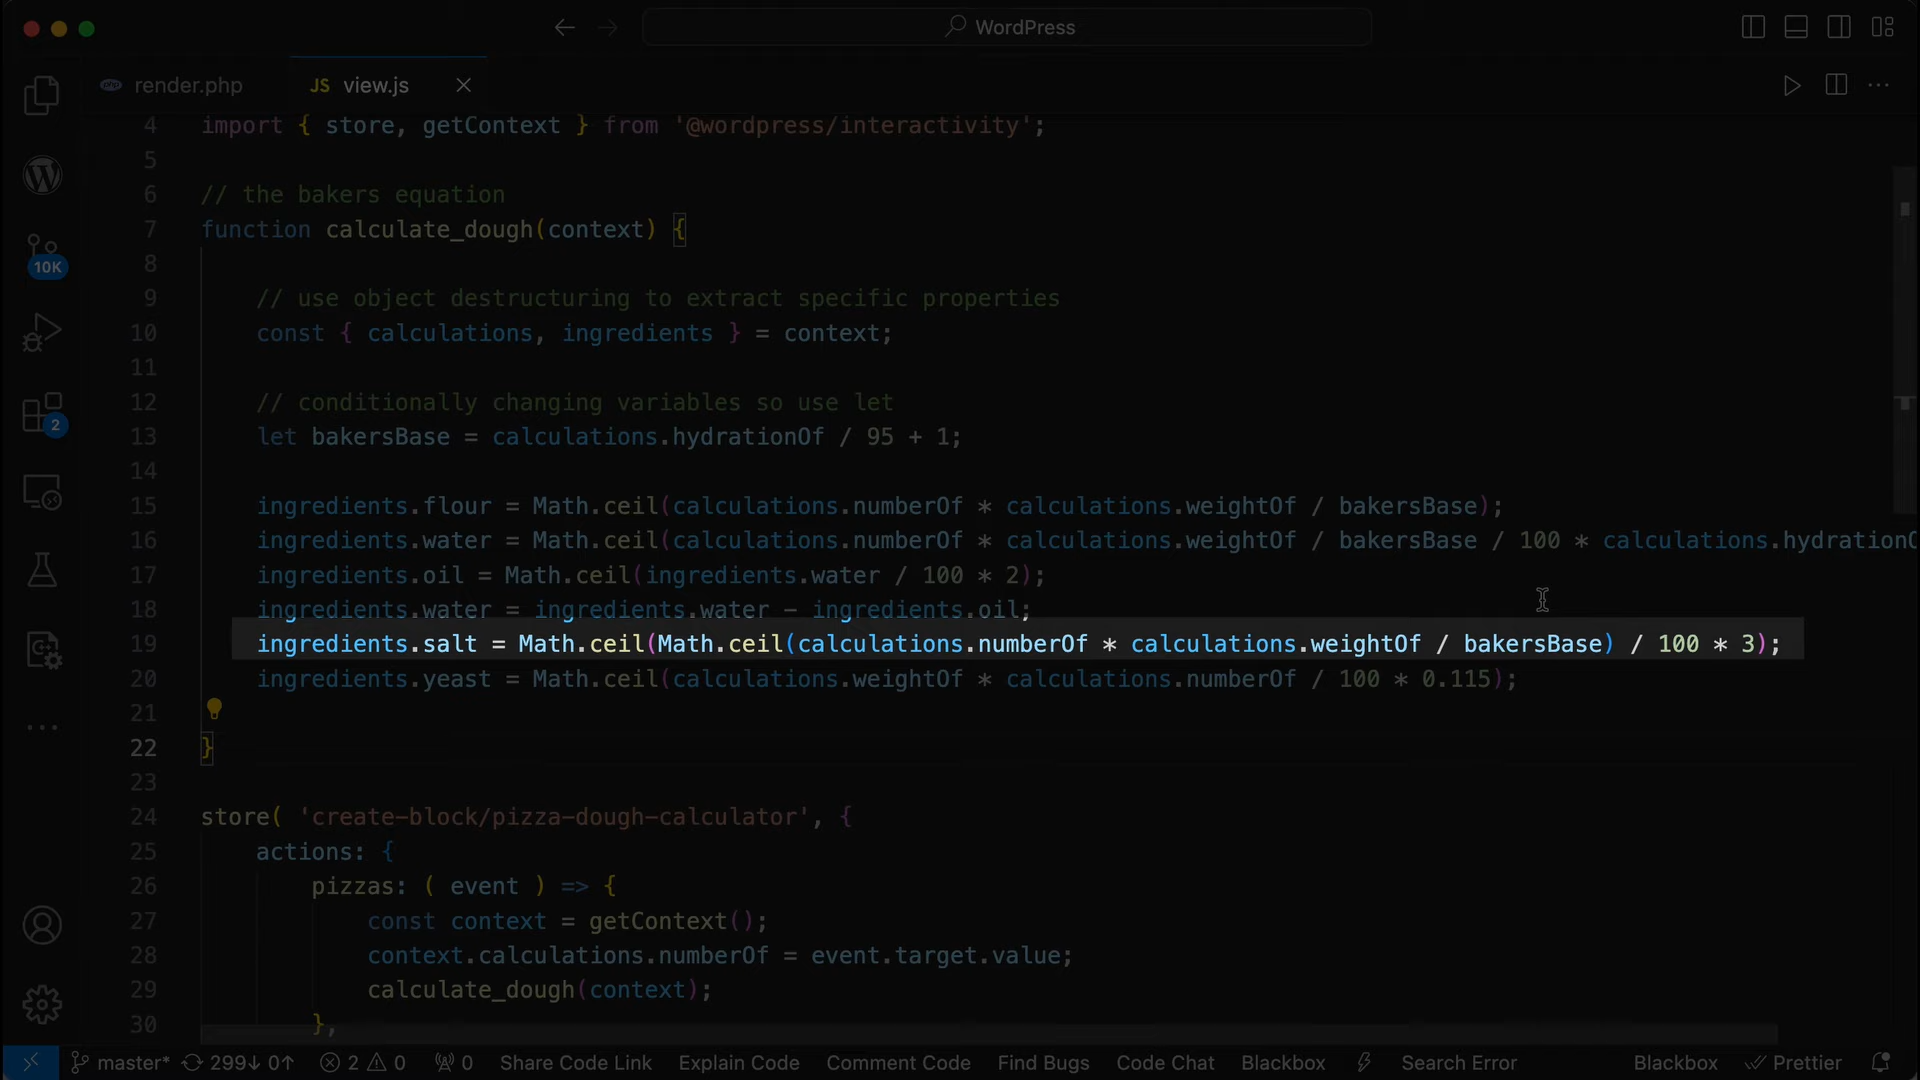 WordPress
render.php
JS view.js
4 import { store, getContext } from '@wordpress/interactivity';
5
6 // the bakers equation
7 function calculate_dough(context) {
8
9 // use object destructuring to extract specific properties
10 const { calculations, ingredients } = context;
11
12 // conditionally changing variables so use let
13 let bakersBase = calculations.hydrationOf / 95 + 1;
14
15 ingredients.flour = Math.ceil(calculations.numberOf * calculations.weightOf / bakersBase);
16 ingredients.water = Math.ceil(calculations.numberOf * calculations.weightOf / bakersBase / 100 * calculations.hydrationO
17 ingredients.oil = Math.ceil(ingredients.water / 100 * 2);
18 ingredients.water = ingredients.water - ingredients.oil;
19 ingredients.salt = Math.ceil(Math.ceil(calculations.numberOf * calculations.weightOf / bakersBase) / 100 * 3);
20 ingredients.yeast = Math.ceil(calculations.weightOf * calculations.numberOf / 100 * 0.115);
21
22 }
23
24 store( 'create-block/pizza-dough-calculator', {
25 actions: {
26 pizzas: ( event ) => {
27 const context = getContext();
28 context.calculations.numberOf = event.target.value;
29 calculate_dough(context);
30 },
10K
2
master* 299↓ 0↑ 2 0 0 Share Code Link Explain Code Comment Code Find Bugs Code Chat Blackbox Search Error Blackbox Prettier